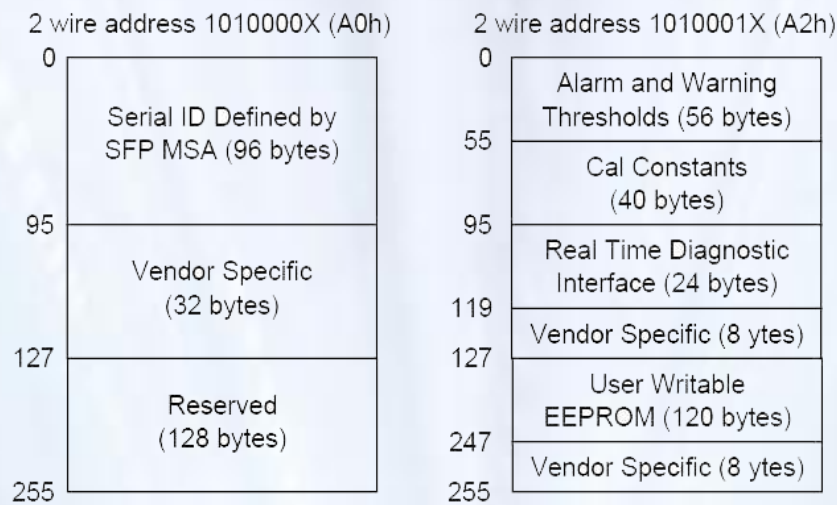 2 wire address 1010000X (A0h)
0
Serial ID Defined by
SFP MSA (96 bytes)
95
Vendor Specific
(32 bytes)
127
Reserved
(128 bytes)
255
2 wire address 1010001X (A2h)
0
Alarm and Warning
Thresholds (56 bytes)
55
Cal Constants
(40 bytes)
95
Real Time Diagnostic
Interface (24 bytes)
119
Vendor Specific (8 ytes)
127
User Writable
EEPROM (120 bytes)
247
Vendor Specific (8 ytes)
255